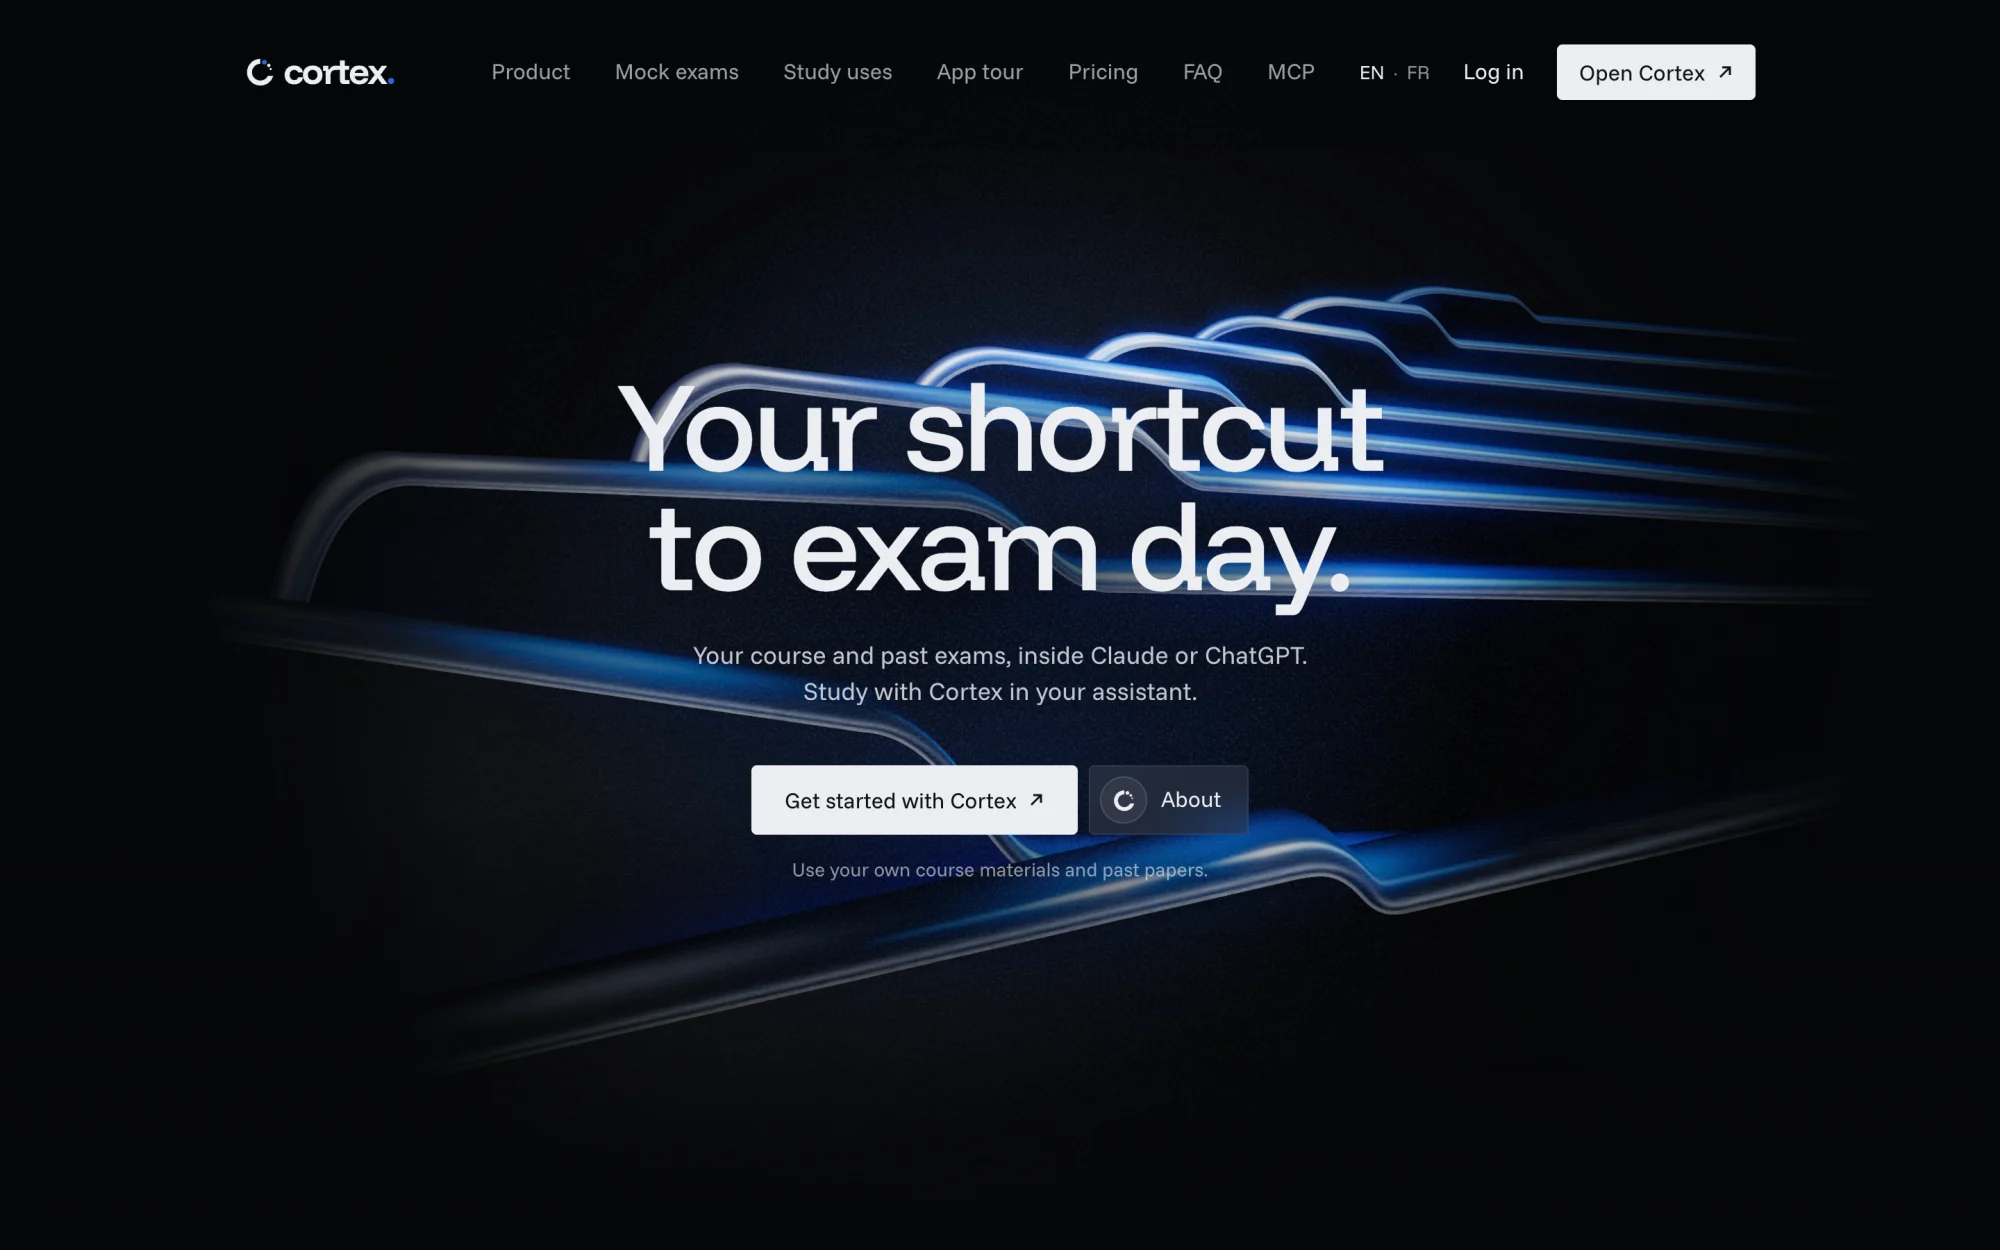 cortex.
Product
Mock exams
Study uses
App tour
Pricing
FAQ
MCP
EN · FR
Log in
Open Cortex ↗
Your shortcut
to exam day.
Your course and past exams, inside Claude or ChatGPT.
Study with Cortex in your assistant.
Get started with Cortex ↗
About
Use your own course materials and past papers.